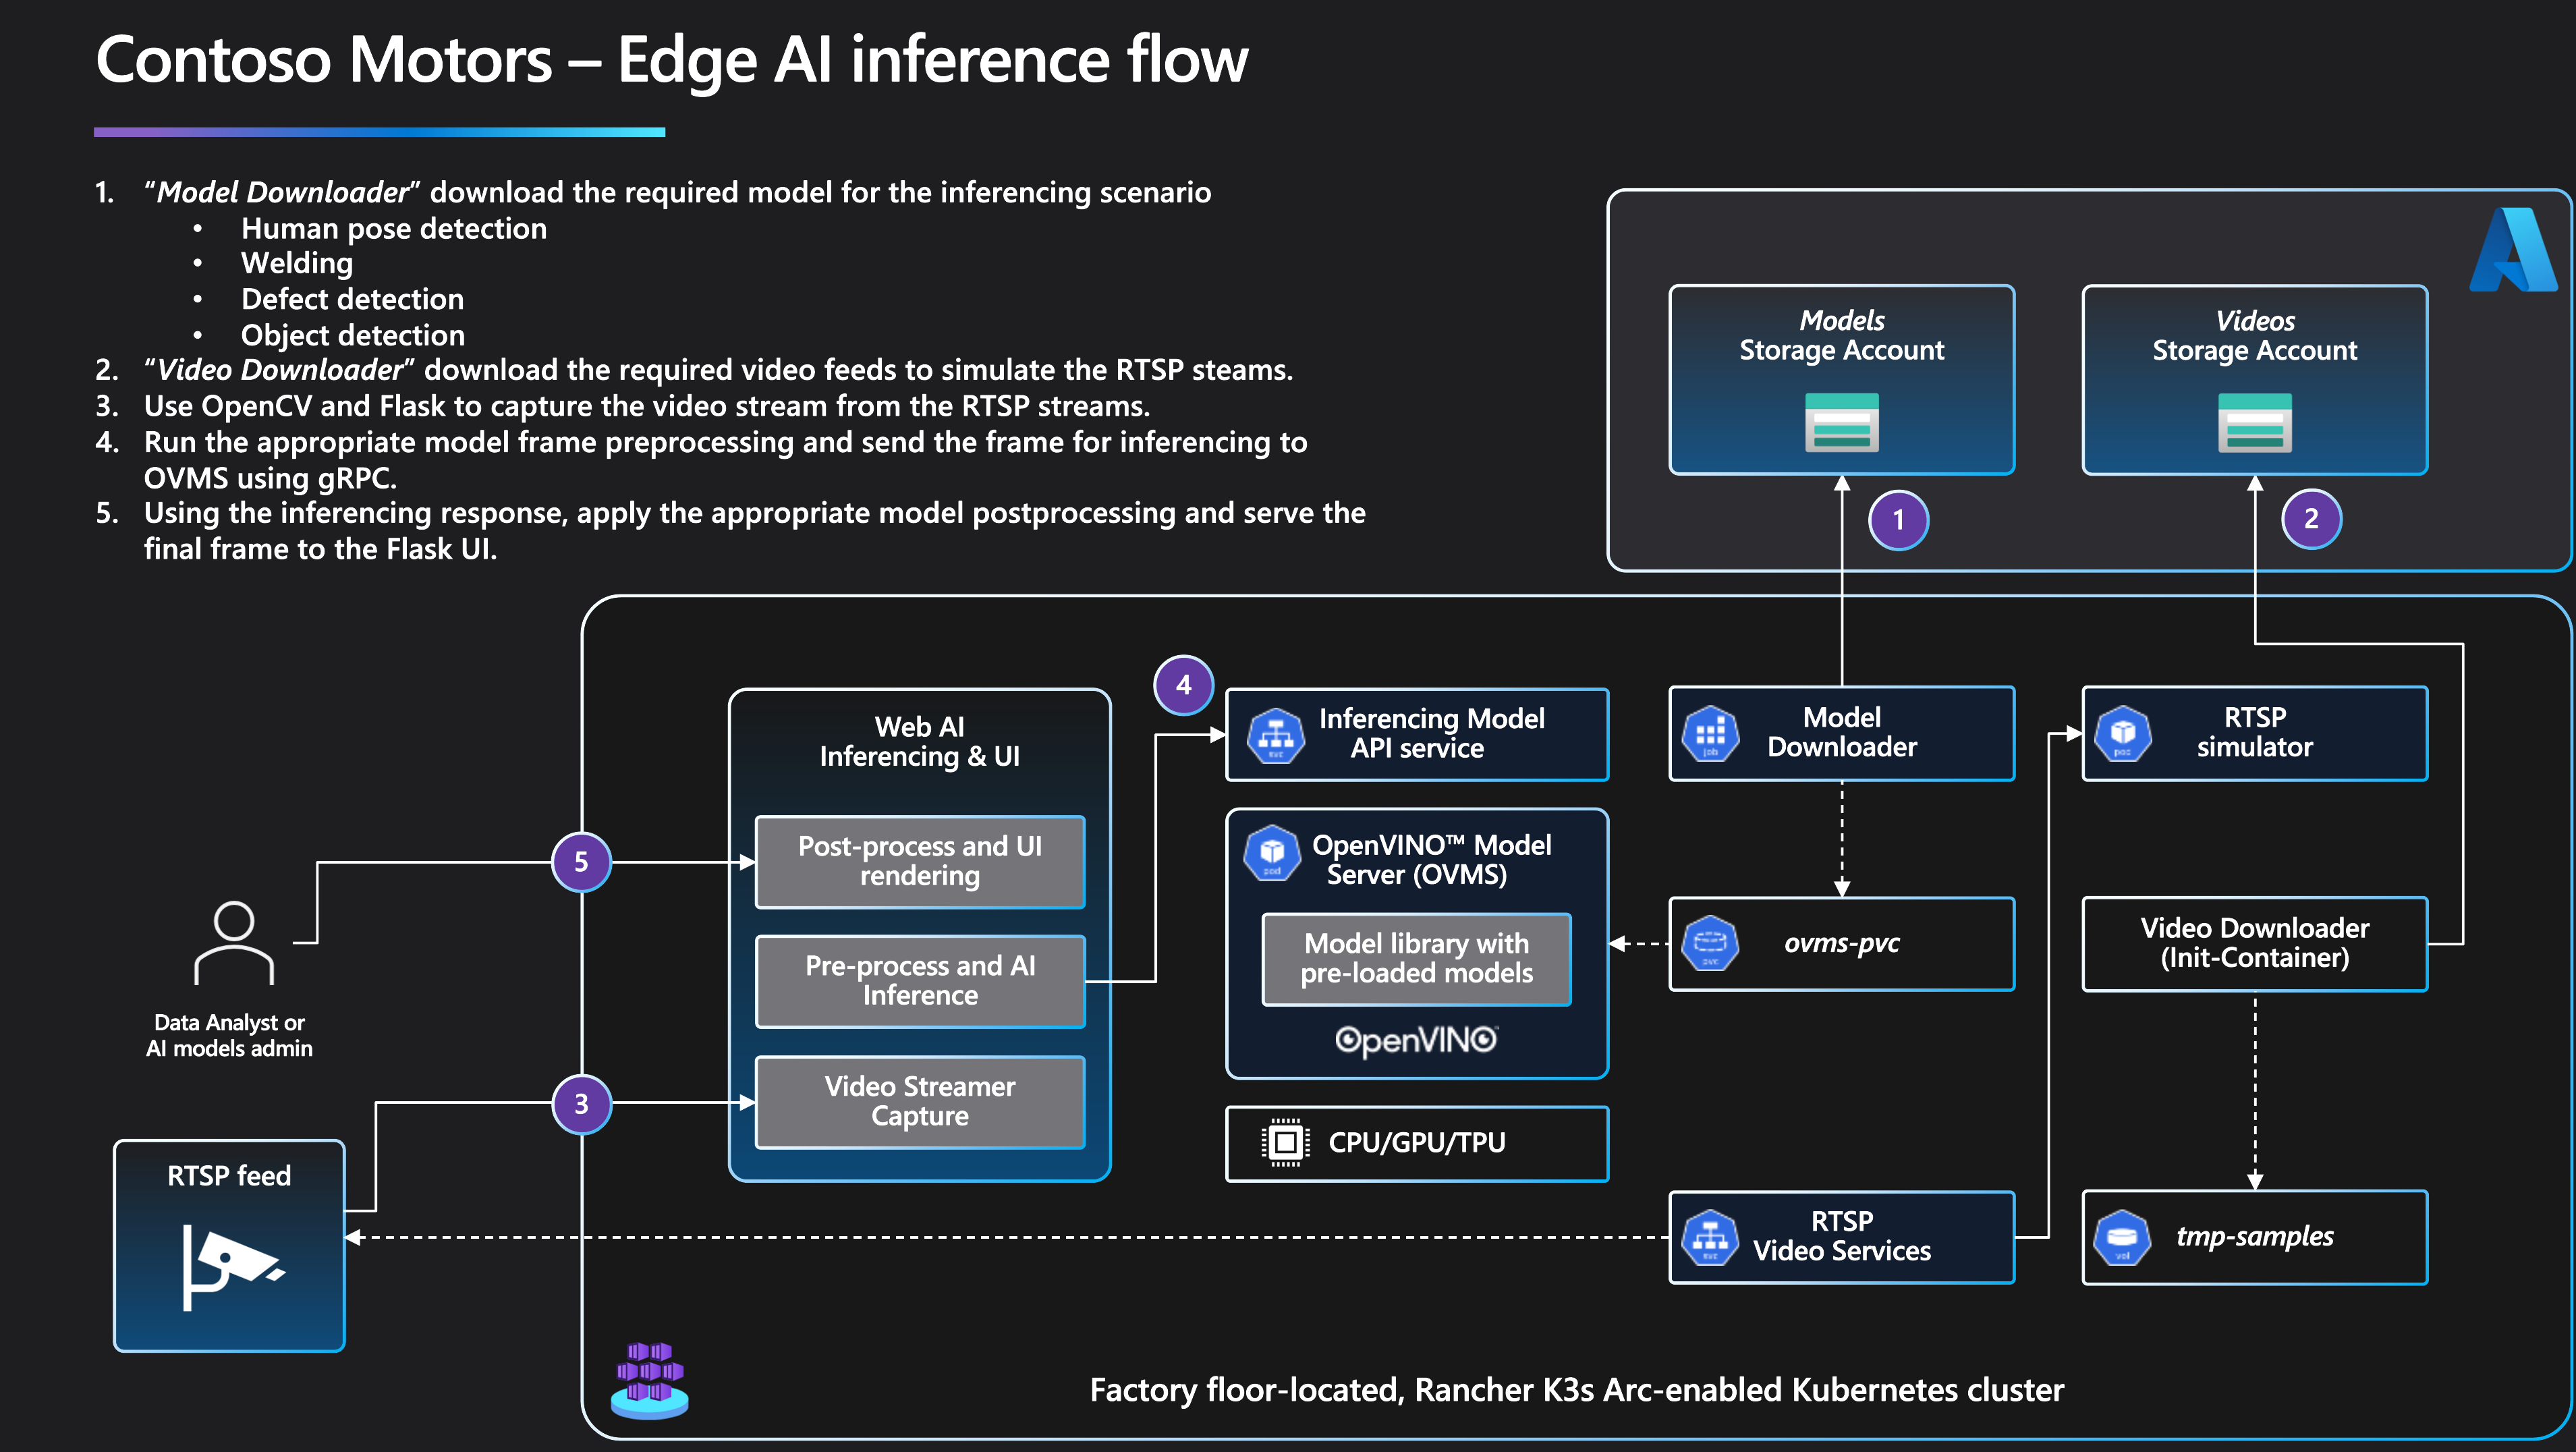 Contoso Motors – Edge AI inference flow
1. “Model Downloader” download the required model for the inferencing scenario
• Human pose detection
• Welding
• Defect detection
• Object detection
2. “Video Downloader” download the required video feeds to simulate the RTSP steams.
3. Use OpenCV and Flask to capture the video stream from the RTSP streams.
4. Run the appropriate model frame preprocessing and send the frame for inferencing to
OVMS using gRPC.
5. Using the inferencing response, apply the appropriate model postprocessing and serve the
final frame to the Flask UI.
Models
Storage Account
Videos
Storage Account
1
2
4
Web AI
Inferencing & UI
Post-process and UI
rendering
Pre-process and AI
Inference
Video Streamer
Capture
svc
Inferencing Model
API service
pod
OpenVINO™ Model
Server (OVMS)
Model library with
pre-loaded models
OpenVINO™
CPU/GPU/TPU
job
Model
Downloader
pvc
ovms-pvc
svc
RTSP
Video Services
pod
RTSP
simulator
Video Downloader
(Init-Container)
vol
tmp-samples
5
Data Analyst or
AI models admin
3
RTSP feed
Factory floor-located, Rancher K3s Arc-enabled Kubernetes cluster